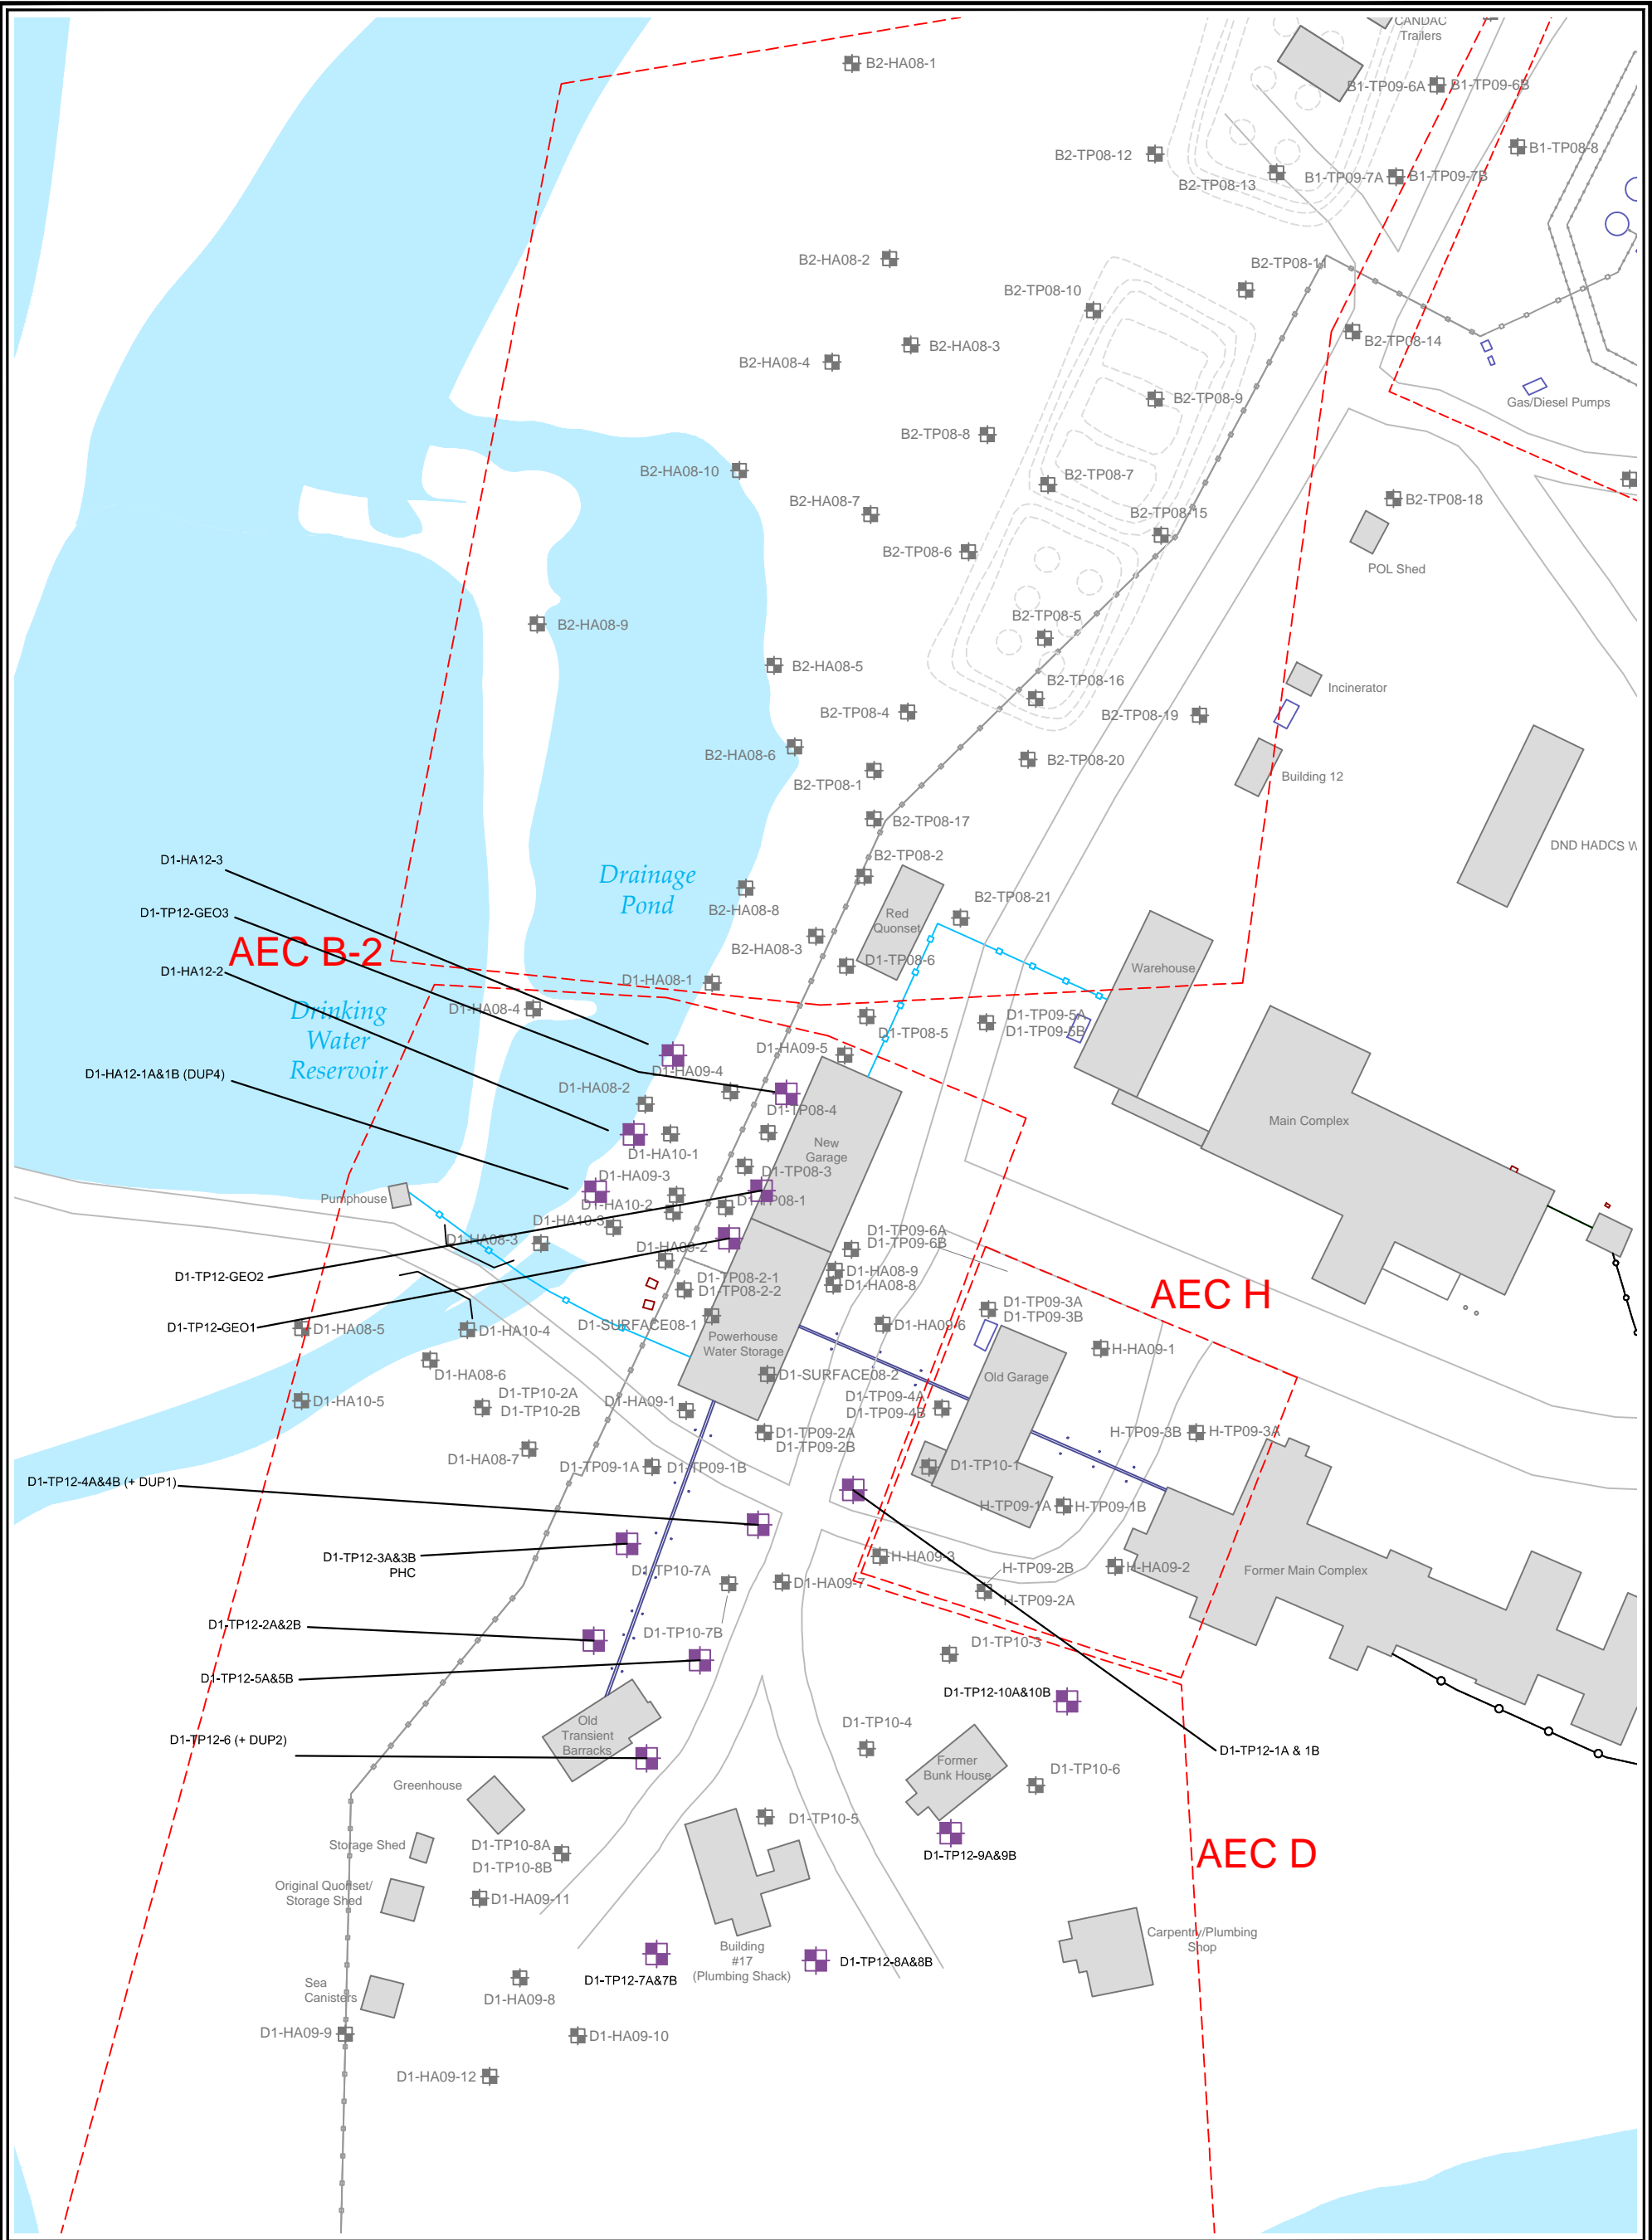 CANDAC
Trailers
B2-HA08-1
B1-TP09-6A
B1-TP09-6B
B1-TP08-8
B2-TP08-12
B2-TP08-13
B1-TP09-7A
B1-TP09-7B
B2-HA08-2
B2-TP08-11
B2-TP08-10
B2-TP08-14
B2-HA08-3
B2-HA08-4
B2-TP08-9
Gas/Diesel Pumps
B2-TP08-8
B2-HA08-10
B2-TP08-7
B2-HA08-7
B2-TP08-18
B2-TP08-15
B2-TP08-6
POL Shed
B2-HA08-9
B2-TP08-5
B2-HA08-5
B2-TP08-16
Incinerator
B2-TP08-4
B2-TP08-19
B2-HA08-6
B2-TP08-20
B2-TP08-1
Building 12
B2-TP08-17
DND HADCS W
B2-TP08-2
D1-HA12-3
Drainage
Pond
B2-HA08-8
D1-TP12-GEO3
Red
Quonset
B2-TP08-21
AEC B-2
B2-HA08-3
D1-TP08-6
Warehouse
D1-HA12-2
D1-HA08-1
D1-HA08-4
Drinking
Water
Reservoir
D1-TP08-5
D1-TP09-5A
D1-TP09-5B
D1-HA09-5
D1-HA12-1A&1B (DUP4)
D1-HA09-4
D1-HA08-2
D1-TP08-4
Main Complex
New
Garage
D1-HA10-1
D1-TP08-3
D1-HA09-3
Pumphouse
D1-HA10-2
D1-TP08-1
D1-HA10-3
D1-HA08-3
D1-TP09-6A
D1-TP09-6B
D1-HA09-2
D1-TP12-GEO2
D1-TP08-2-1
D1-TP08-2-2
D1-HA08-9
D1-HA08-8
AEC H
D1-TP12-GEO1
D1-HA08-5
D1-HA10-4
D1-SURFACE08-1
D1-HA09-6
D1-TP09-3A
D1-TP09-3B
Powerhouse
Water Storage
H-HA09-1
D1-HA08-6
D1-SURFACE08-2
Old Garage
D1-HA10-5
D1-TP10-2A
D1-TP10-2B
D1-HA09-1
D1-TP09-4A
D1-TP09-4B
D1-TP09-2A
D1-TP09-2B
H-TP09-3B
H-TP09-3A
D1-HA08-7
D1-TP09-1A
D1-TP09-1B
D1-TP10-1
D1-TP12-4A&4B (+ DUP1)
H-TP09-1A
H-TP09-1B
D1-TP12-3A&3B
PHC
D1-TP10-7A
D1-HA09-7
H-HA09-3
H-TP09-2B
H-TP09-2A
H-HA09-2
Former Main Complex
D1-TP12-2A&2B
D1-TP10-7B
D1-TP10-3
D1-TP12-5A&5B
D1-TP12-10A&10B
Old
Transient
Barracks
D1-TP12-6 (+ DUP2)
D1-TP10-4
D1-TP12-1A & 1B
Former
Bunk House
Greenhouse
D1-TP10-6
D1-TP10-5
Storage Shed
D1-TP10-8A
D1-TP10-8B
D1-TP12-9A&9B
AEC D
Original Quonset/
Storage Shed
D1-HA09-11
Carpentry/Plumbing
Shop
Building
#17
(Plumbing Shack)
D1-TP12-7A&7B
D1-TP12-8A&8B
Sea
Canisters
D1-HA09-8
D1-HA09-9
D1-HA09-10
D1-HA09-12